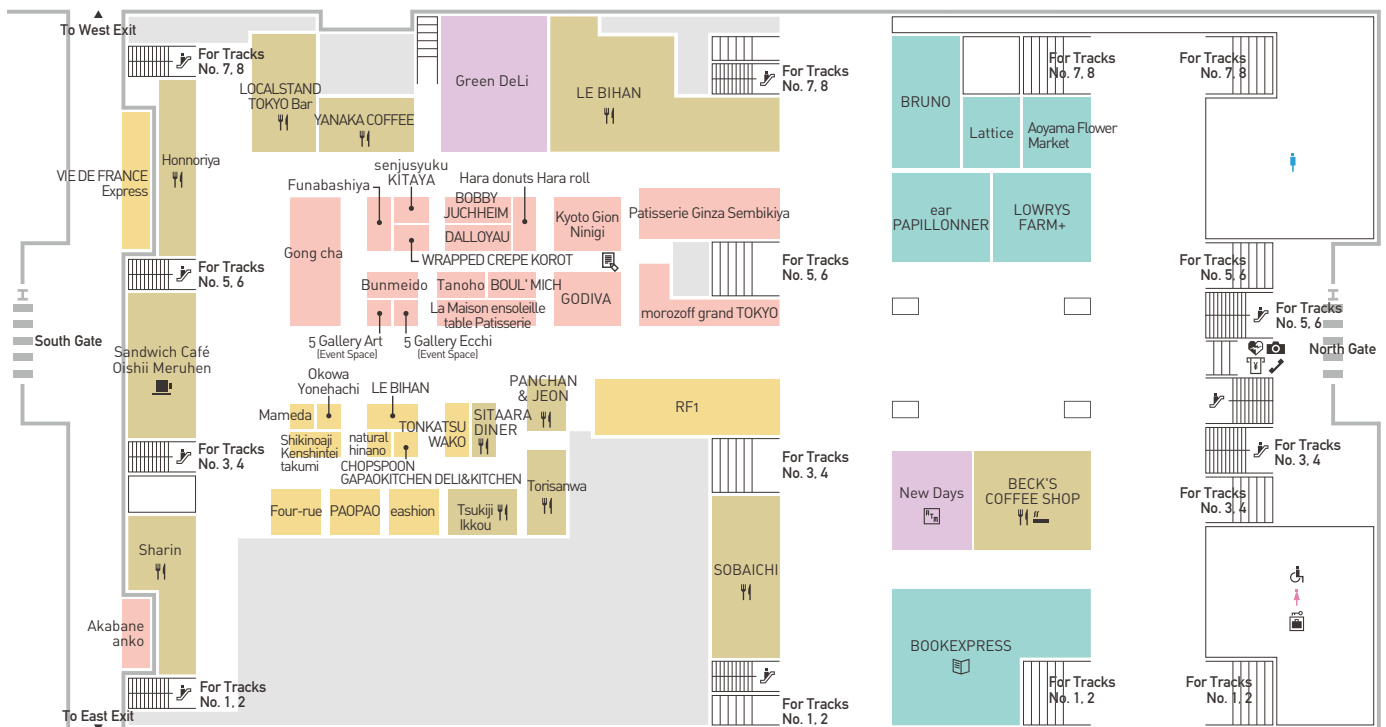 To West Exit
For Tracks
No. 7, 8
LOCALSTAND
TOKYO Bar
YANAKA COFFEE
Green DeLi
LE BIHAN
For Tracks
No. 7, 8
BRUNO
Lattice
Aoyama Flower
Market
For Tracks
No. 7, 8
For Tracks
No. 7, 8
VIE DE FRANCE
Express
Honnoriya
Funabashiya
senjusyuku
KITAYA
Hara donuts Hara roll
BOBBY
JUCHHEIM
DALLOYAU
Kyoto Gion
Ninigi
Patisserie Ginza Sembikiya
ear
PAPILLONNER
LOWRYS
FARM+
Gong cha
WRAPPED CREPE KOROT
For Tracks
No. 5, 6
For Tracks
No. 5, 6
For Tracks
No. 5, 6
Bunmeido
Tanoho
BOUL' MICH
La Maison ensoleille
table Patisserie
GODIVA
morozoff grand TOKYO
For Tracks
No. 5, 6
South Gate
Sandwich Café
Oishii Meruhen
5 Gallery Art
(Event Space)
5 Gallery Ecchi
(Event Space)
¥
North Gate
Okowa
Yonehachi
LE BIHAN
PANCHAN
& JEON
Mameda
TONKATSU
WAKO
SITAARA
DINER
RF1
Shikinoaji
Kenshintei
takumi
natural
hinano
CHOPSPOON
GAPAOKITCHEN DELI&KITCHEN
For Tracks
No. 3, 4
For Tracks
No. 3, 4
For Tracks
No. 3, 4
For Tracks
No. 3, 4
Four-rue
PAOPAO
eashion
Tsukiji
Ikkou
Torisanwa
New Days
ATM
BECK'S
COFFEE SHOP
Sharin
SOBAICHI
Akabane
anko
BOOKEXPRESS
For Tracks
No. 1, 2
For Tracks
No. 1, 2
For Tracks
No. 1, 2
For Tracks
No. 1, 2
To East Exit